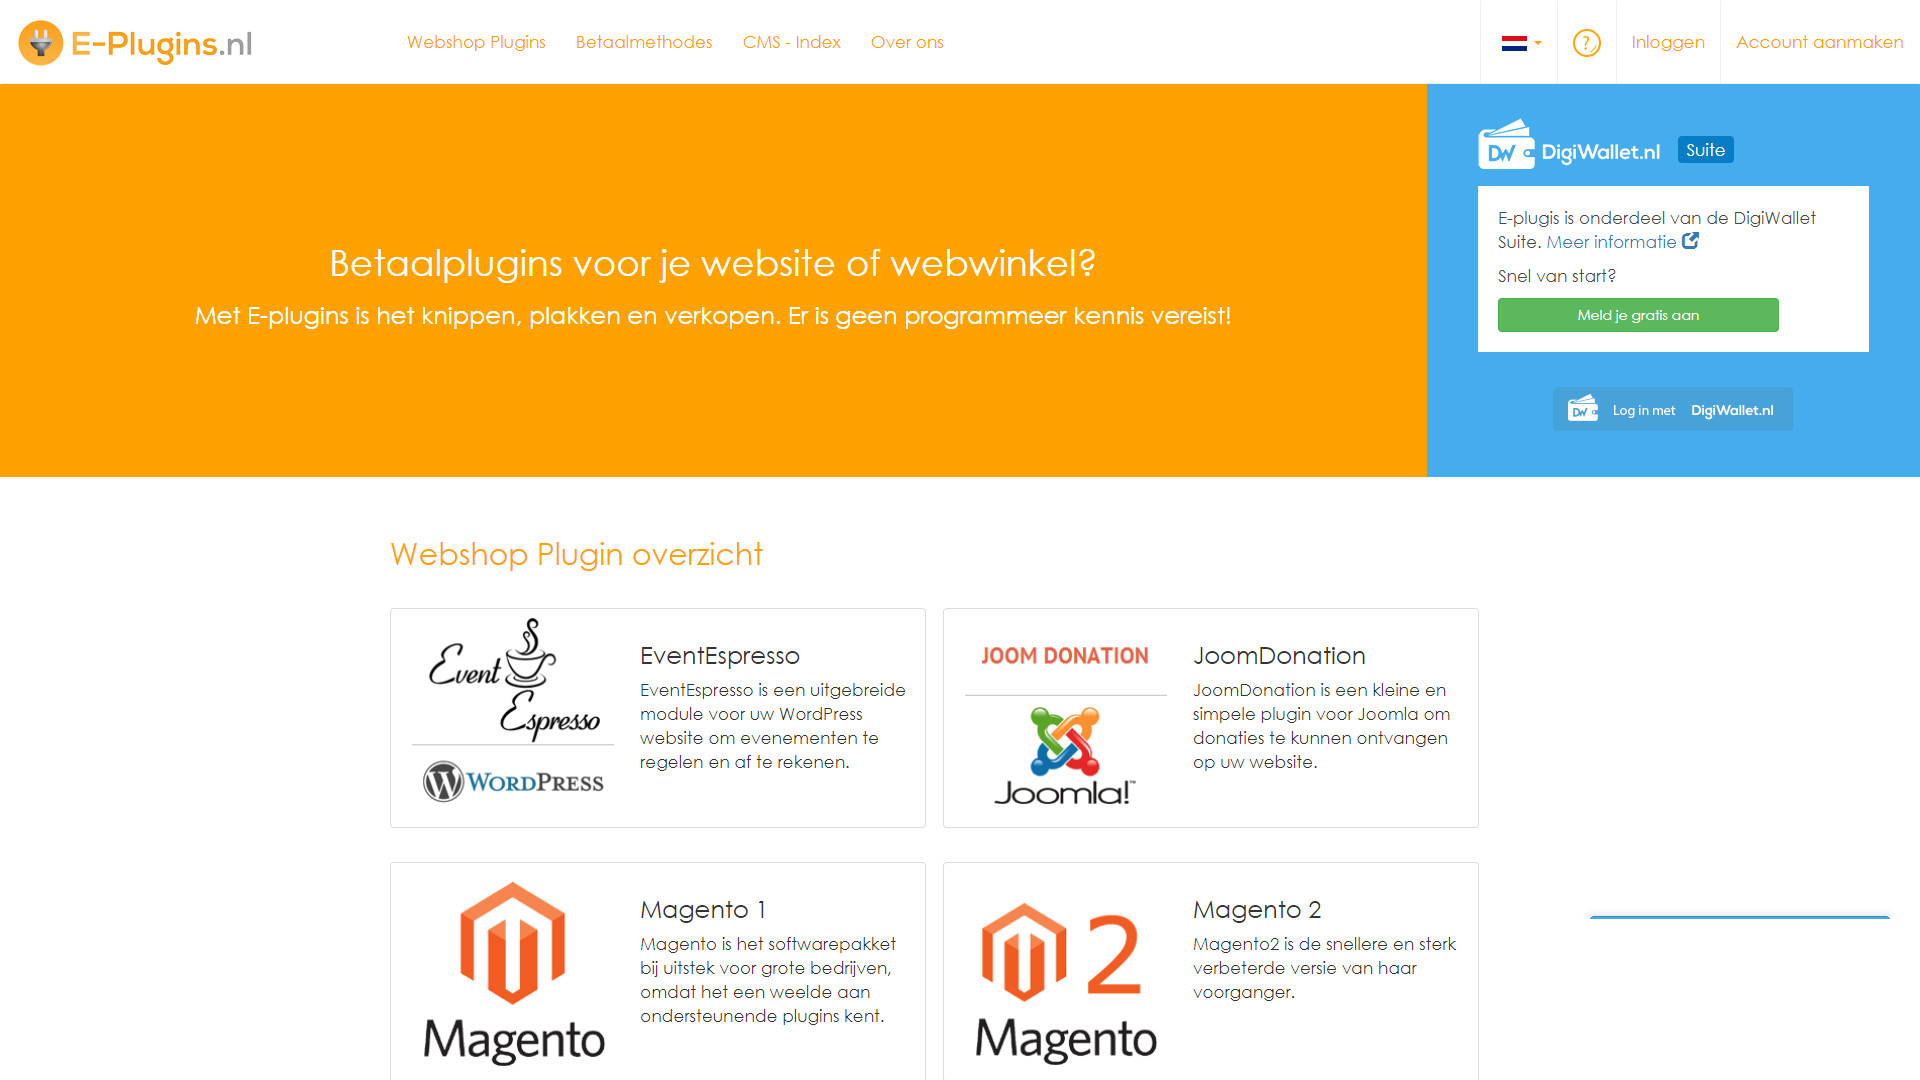 E-Plugins.nl
Webshop Plugins
Betaalmethodes
CMS - Index
Over ons
?
Inloggen
Account aanmaken
Betaalplugins voor je website of webwinkel?
Met E-plugins is het knippen, plakken en verkopen. Er is geen programmeer kennis vereist!
DW DigiWallet.nl
Suite
E-plugis is onderdeel van de DigiWallet
Suite. Meer informatie
Snel van start?
Meld je gratis aan
DW Log in met DigiWallet.nl
Webshop Plugin overzicht
Event
Espresso
W WORDPRESS
EventEspresso
EventEspresso is een uitgebreide
module voor uw WordPress
website om evenementen te
regelen en af te rekenen.
JOOM DONATION
Joomla!™
JoomDonation
JoomDonation is een kleine en
simpele plugin voor Joomla om
donaties te kunnen ontvangen
op uw website.
Magento
Magento 1
Magento is het softwarepakket
bij uitstek voor grote bedrijven,
omdat het een weelde aan
ondersteunende plugins kent.
2
Magento
Magento 2
Magento2 is de snellere en sterk
verbeterde versie van haar
voorganger.